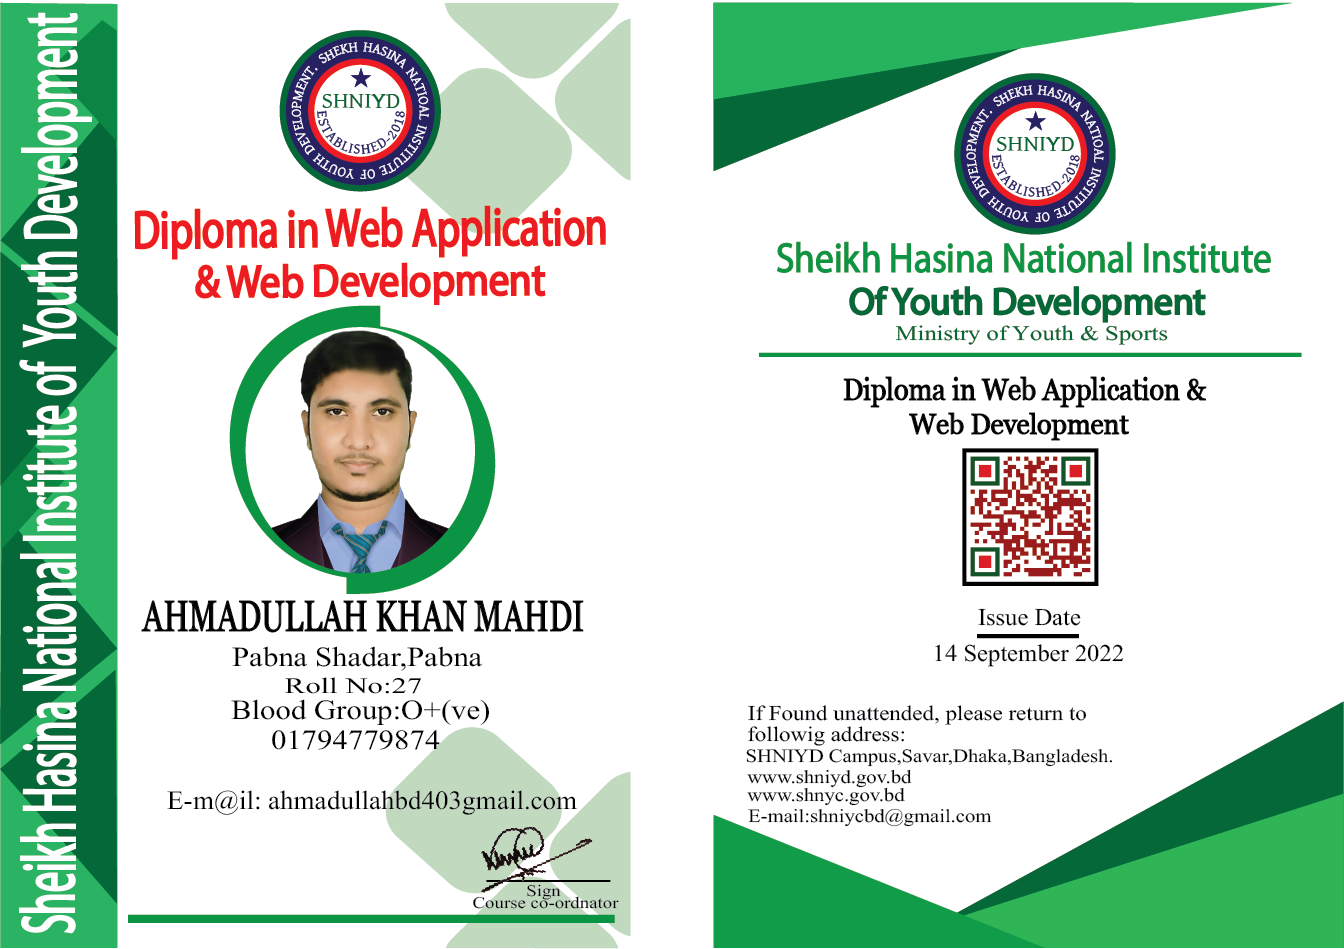 Sheikh Hasina National Institute of Youth Development
SHEKH HASINA NATIOAL INSTITUTE OF YOUTH DEVELOPMENT.
SHNIYD
ESTABLISHED-2018
Diploma in Web Application
& Web Development
AHMADULLAH KHAN MAHDI
Pabna Shadar,Pabna
Roll No:27
Blood Group:O+(ve)
01794779874
E-m@il: ahmadullahbd403gmail.com
Sign
Course co-ordnator
SHEKH HASINA NATIOAL INSTITUTE OF YOUTH DEVELOPMENT.
SHNIYD
ESTABLISHED-2018
Sheikh Hasina National Institute
Of Youth Development
Ministry of Youth & Sports
Diploma in Web Application &
Web Development
Issue Date
14 September 2022
If Found unattended, please return to
followig address:
SHNIYD Campus,Savar,Dhaka,Bangladesh.
www.shniyd.gov.bd
www.shnyc.gov.bd
E-mail:shniycbd@gmail.com